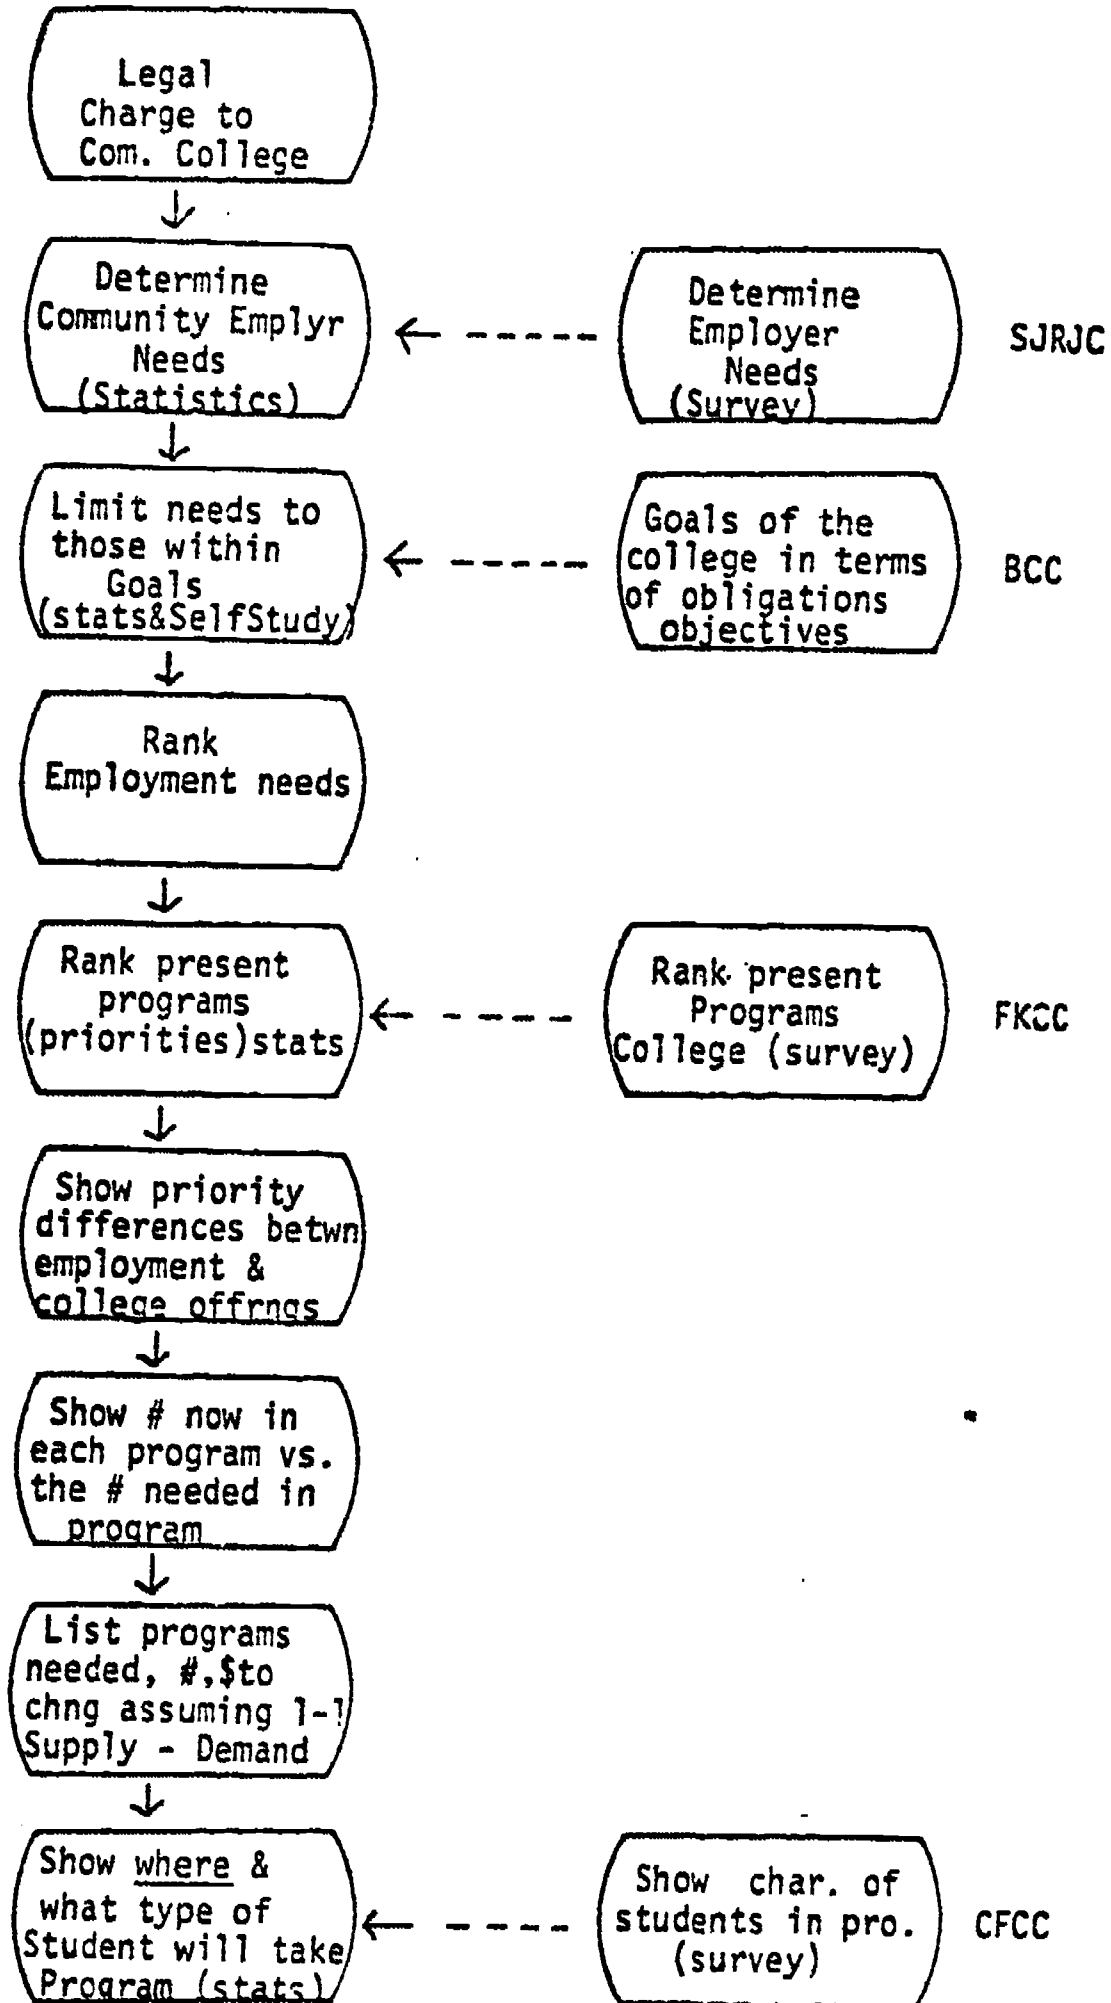 Legal
Charge to
Com. College
Determine
Community Emplyr
Needs
(Statistics)
Determine
Employer
Needs
(Survey)
SJRJC
Limit needs to
those within
Goals
(stats&SelfStudy)
Goals of the
college in terms
of obligations
objectives
BCC
Rank
Employment needs
Rank present
programs
(priorities)stats
Rank present
Programs
College (survey)
FKCC
Show priority
differences betwn
employment &
college offrngs
Show # now in
each program vs.
the # needed in
program
List programs
needed, #,$to
chng assuming 1-1
Supply - Demand
Show where &
what type of
Student will take
Program (stats)
Show char. of
students in pro.
(survey)
CFCC